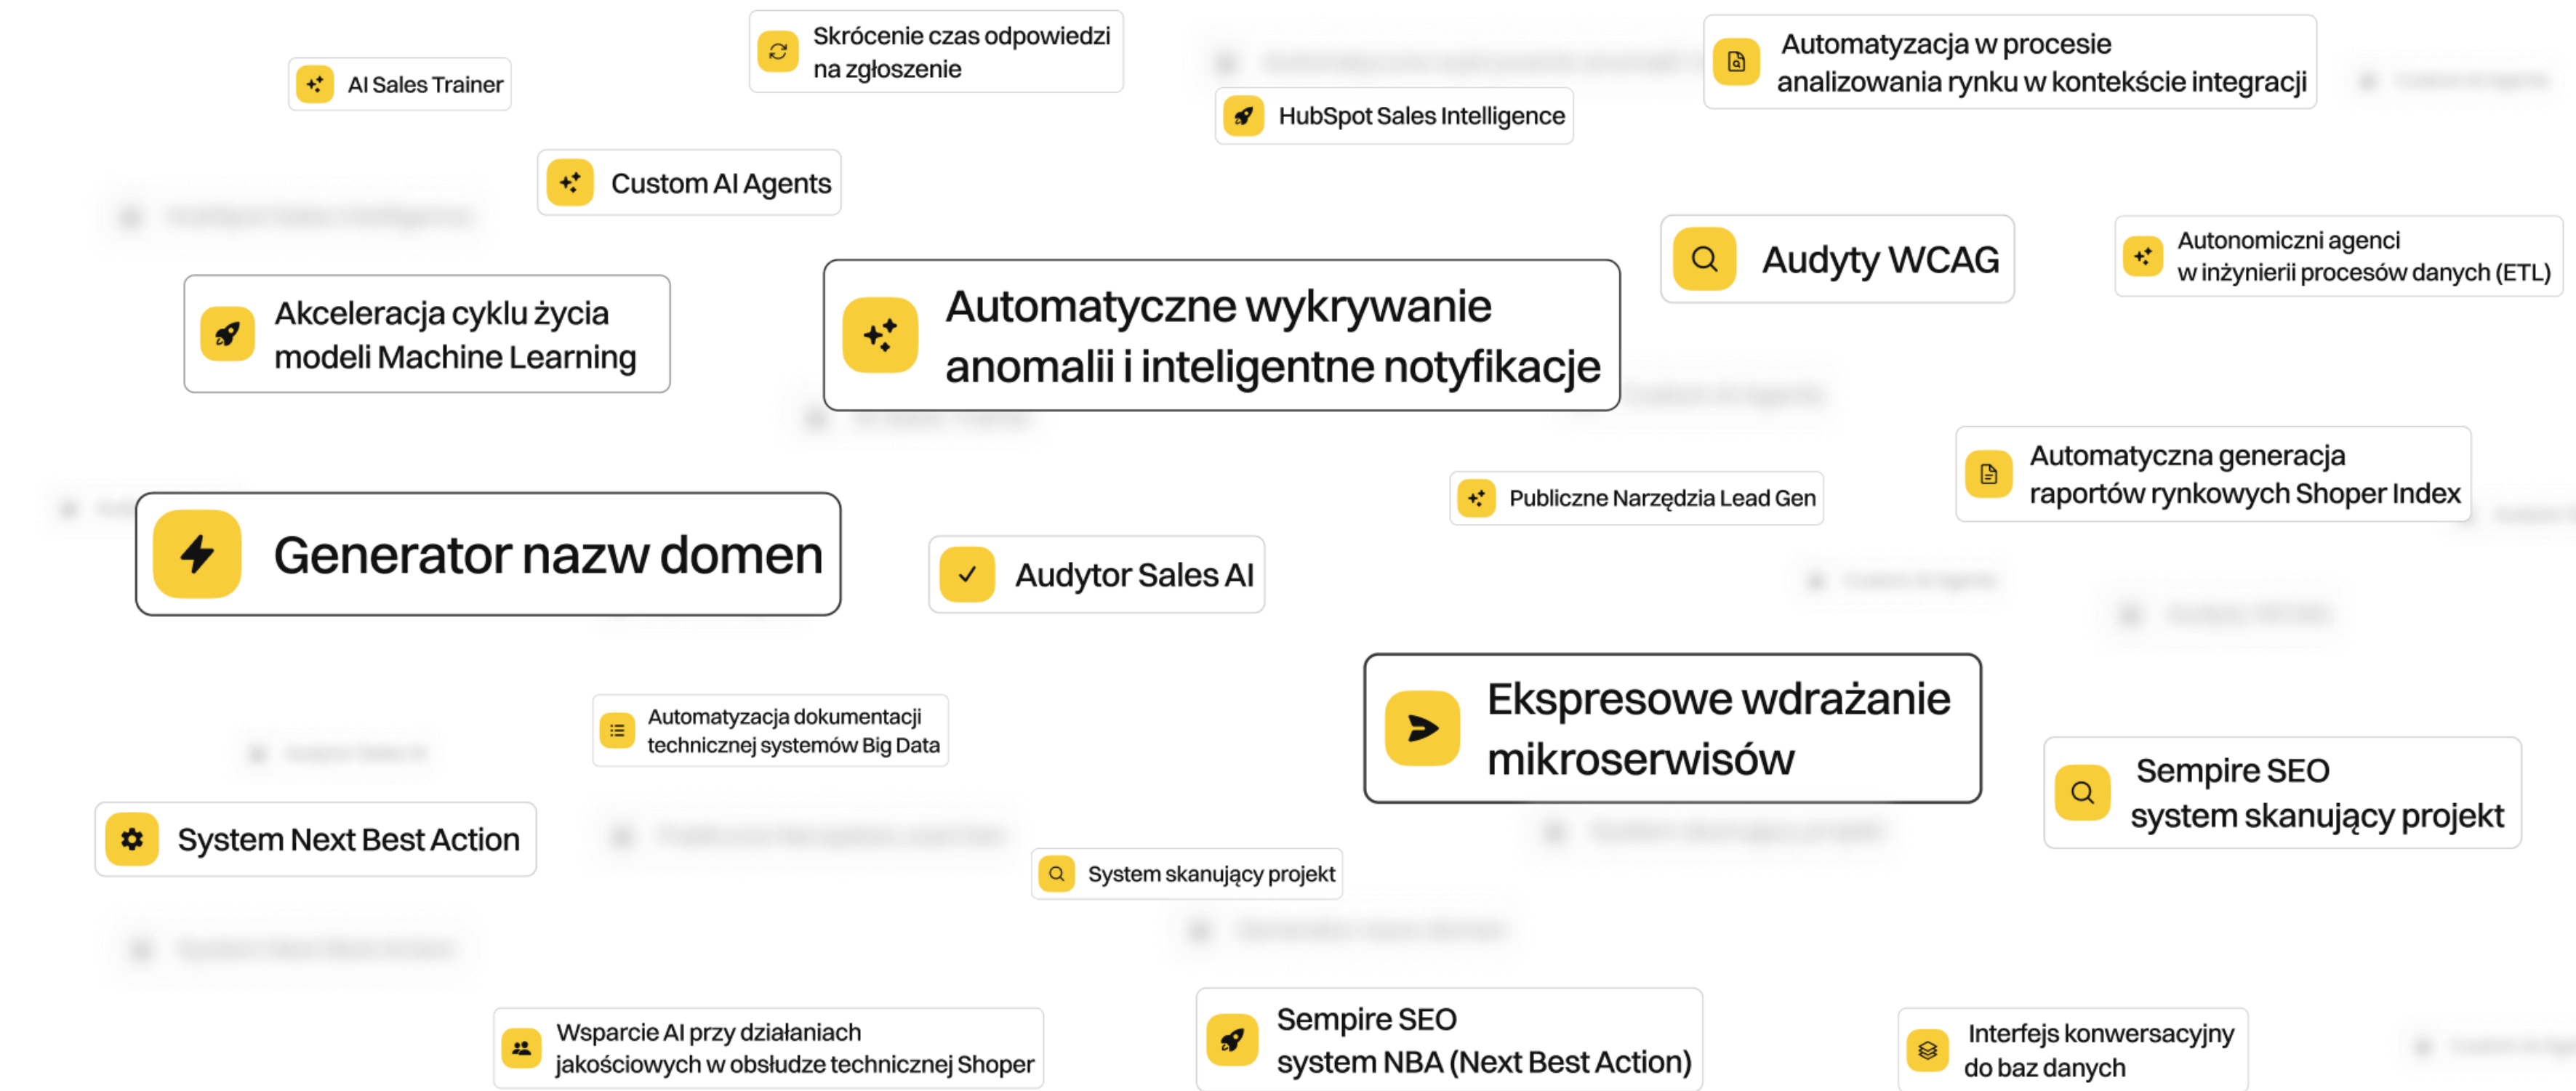 Skrócenie czas odpowiedzi
na zgłoszenie
AI Sales Trainer
Automatyzacja w procesie
analizowania rynku w kontekście integracji
HubSpot Sales Intelligence
Custom AI Agents
Audyty WCAG
Autonomiczni agenci
w inżynierii procesów danych (ETL)
Akceleracja cyklu życia
modeli Machine Learning
Automatyczne wykrywanie
anomalii i inteligentne notyfikacje
Automatyczna generacja
raportów rynkowych Shoper Index
Publiczne Narzędzia Lead Gen
Generator nazw domen
Audytor Sales AI
Automatyzacja dokumentacji
technicznej systemów Big Data
Ekspresowe wdrażanie
mikroserwisów
Sempire SEO
system skanujący projekt
System Next Best Action
System skanujący projekt
Wsparcie AI przy działaniach
jakościowych w obsłudze technicznej Shoper
Sempire SEO
system NBA (Next Best Action)
Interfejs konwersacyjny
do baz danych